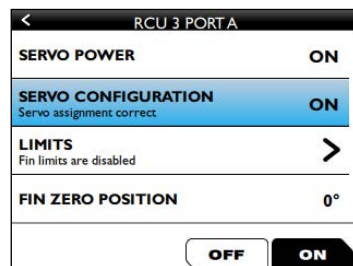 < RCU 3 PORT A
SERVO POWER ON
SERVO CONFIGURATION ON
Servo assignment correct
LIMITS >
Fin limits are disabled
FIN ZERO POSITION 0°
OFF ON